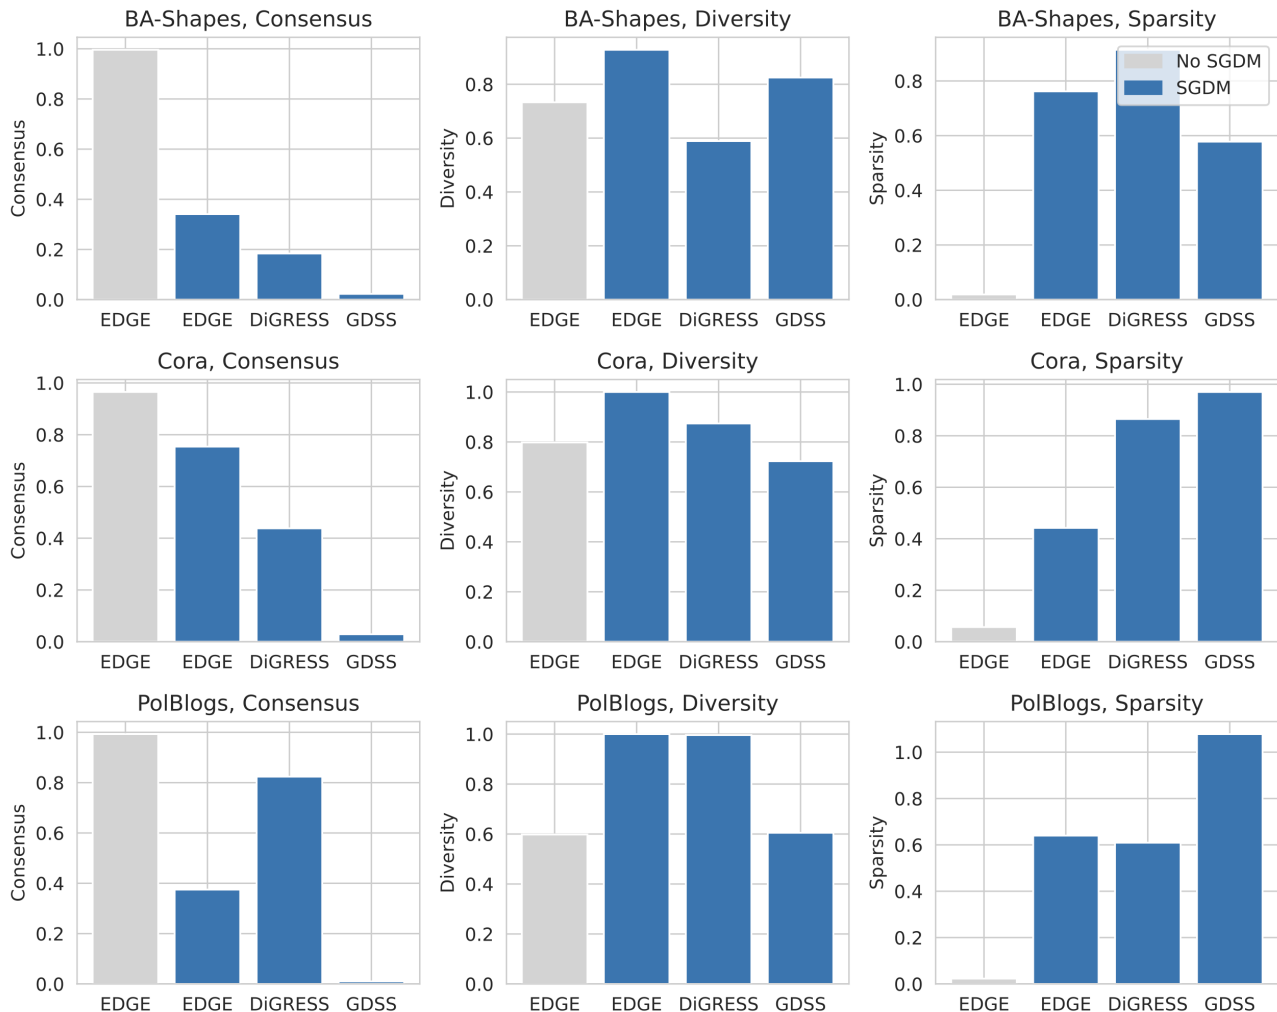 BA-Shapes, Consensus
Consensus
1.0
0.8
0.6
0.4
0.2
0.0
EDGE EDGE DiGRESS GDSS
BA-Shapes, Diversity
Diversity
0.8
0.6
0.4
0.2
0.0
EDGE EDGE DiGRESS GDSS
BA-Shapes, Sparsity
Sparsity
0.8
0.6
0.4
0.2
0.0
No SGDM
SGDM
EDGE EDGE DiGRESS GDSS
Cora, Consensus
Consensus
1.0
0.8
0.6
0.4
0.2
0.0
EDGE EDGE DiGRESS GDSS
Cora, Diversity
Diversity
1.0
0.8
0.6
0.4
0.2
0.0
EDGE EDGE DiGRESS GDSS
Cora, Sparsity
Sparsity
1.0
0.8
0.6
0.4
0.2
0.0
EDGE EDGE DiGRESS GDSS
PolBlogs, Consensus
Consensus
1.0
0.8
0.6
0.4
0.2
0.0
EDGE EDGE DiGRESS GDSS
PolBlogs, Diversity
Diversity
1.0
0.8
0.6
0.4
0.2
0.0
EDGE EDGE DiGRESS GDSS
PolBlogs, Sparsity
Sparsity
1.0
0.8
0.6
0.4
0.2
0.0
EDGE EDGE DiGRESS GDSS